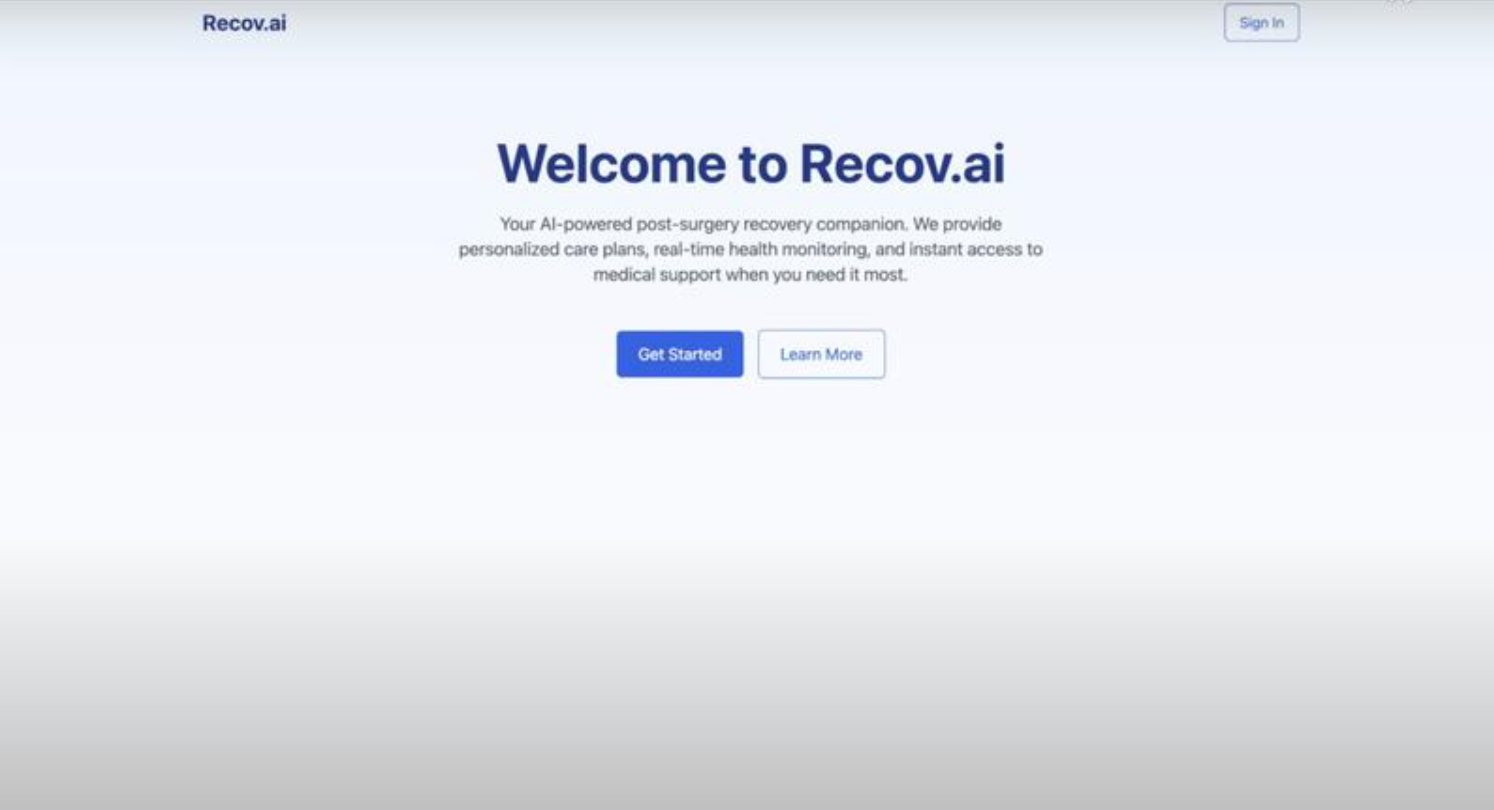 Recov.ai
Sign In
Welcome to Recov.ai
Your AI-powered post-surgery recovery companion. We provide
personalized care plans, real-time health monitoring, and instant access to
medical support when you need it most.
Get Started
Learn More